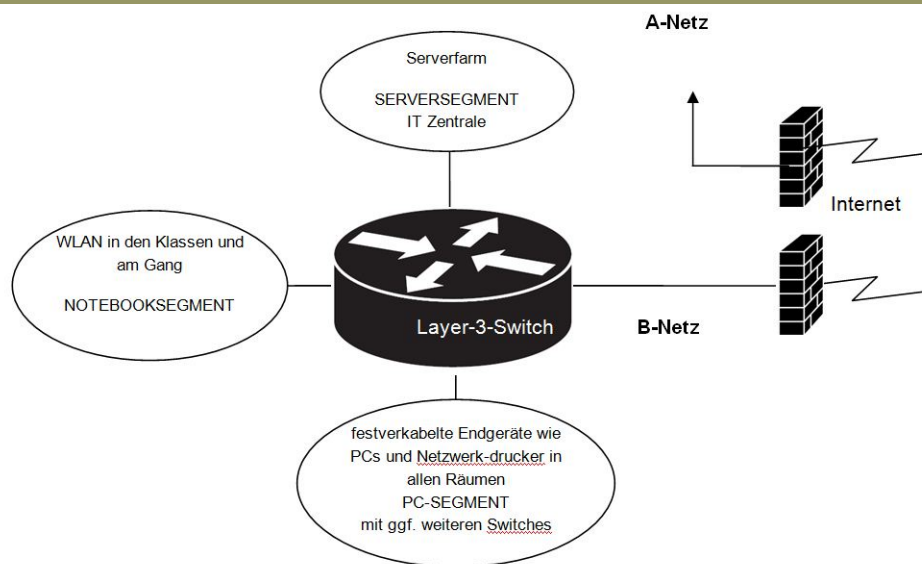 A-Netz
Serverfarm
SERVERSEGMENT
IT Zentrale
Internet
WLAN in den Klassen und
am Gang
NOTEBOOKSEGMENT
Layer-3-Switch
B-Netz
festverkabelte Endgeräte wie
PCs und Netzwerk-drucker in
allen Räumen
PC-SEGMENT
mit ggf. weiteren Switches